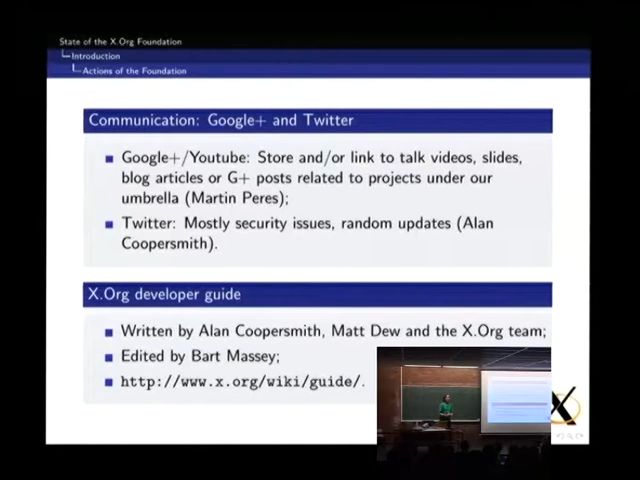 State of the X.Org Foundation
Introduction
Actions of the Foundation
Communication: Google+ and Twitter
Google+/Youtube: Store and/or link to talk videos, slides,
blog articles or G+ posts related to projects under our
umbrella (Martin Peres);
Twitter: Mostly security issues, random updates (Alan
Coopersmith).
X.Org developer guide
Written by Alan Coopersmith, Matt Dew and the X.Org team;
Edited by Bart Massey;
http://www.x.org/wiki/guide/.